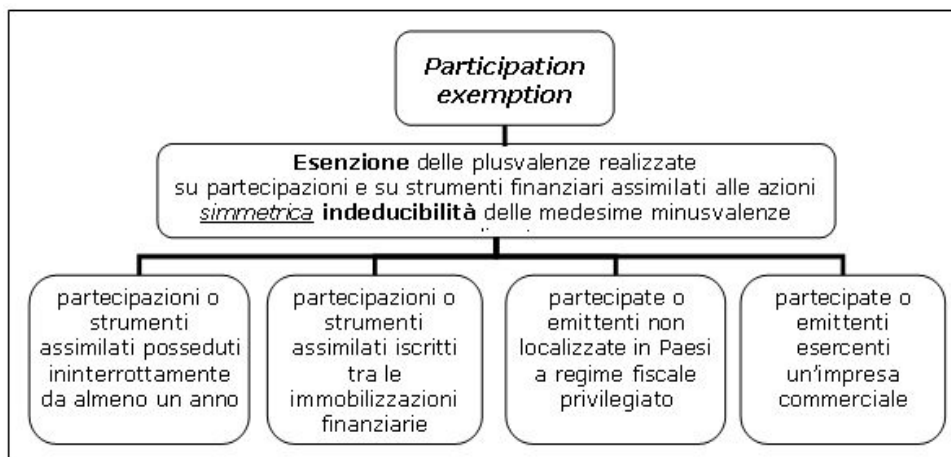 Participation
exemption
Esenzione delle plusvalenze realizzate
su partecipazioni e su strumenti finanziari assimilati alle azioni
simmetrica indeducibilità delle medesime minusvalenze
partecipazioni o
strumenti
assimilati posseduti
ininterrottamente
da almeno un anno
partecipazioni o
strumenti
assimilati iscritti
tra le
immobilizzazioni
finanziarie
partecipate o
emittenti non
localizzate in Paesi
a regime fiscale
privilegiato
partecipate o
emittenti
esercenti
un'impresa
commerciale